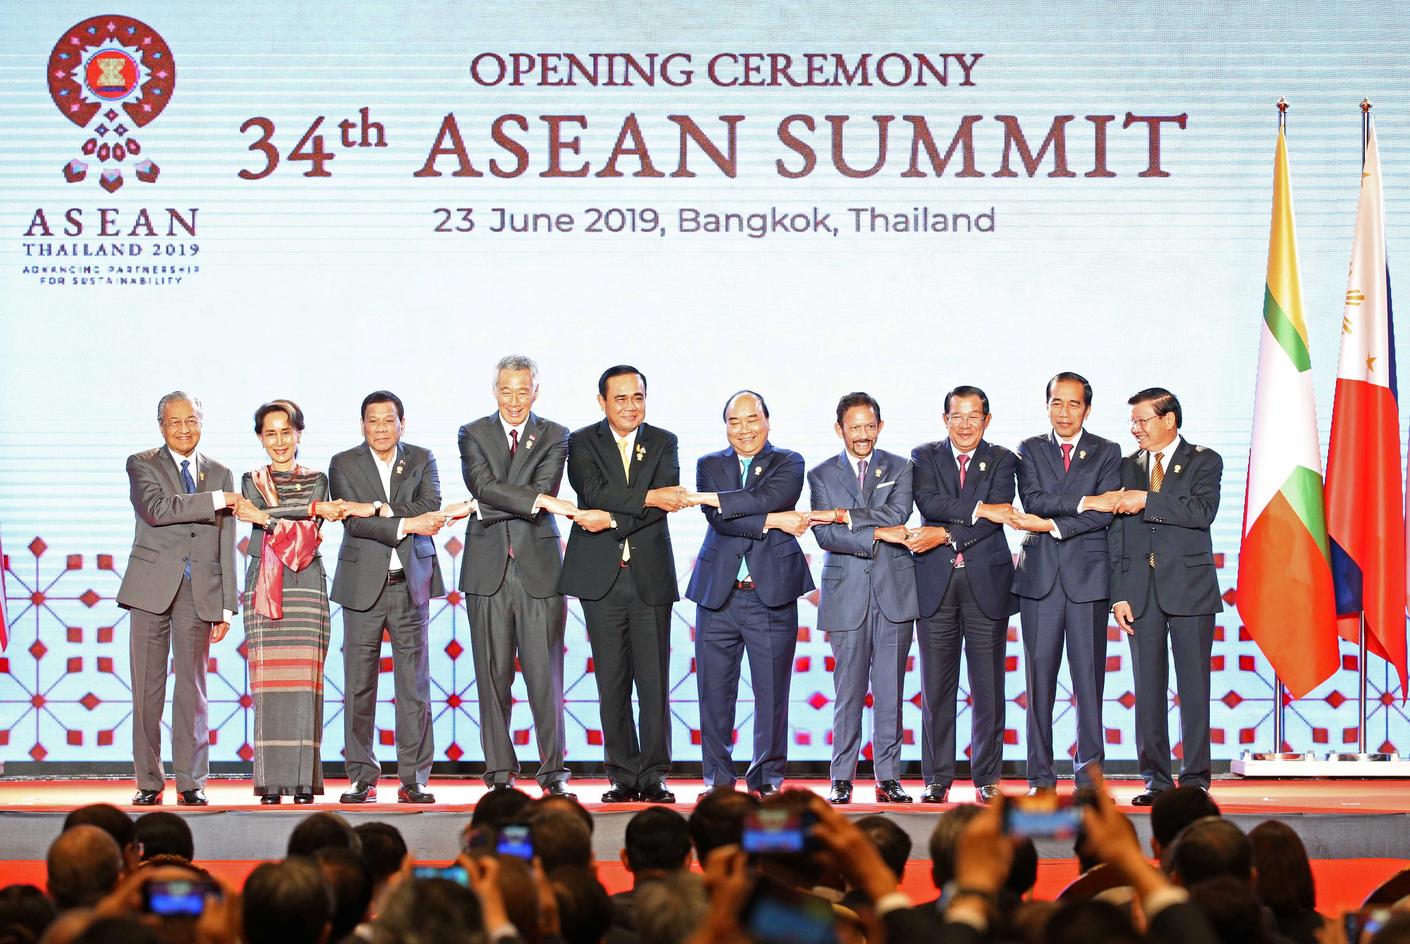 OPENING CEREMONY
34th ASEAN SUMMIT
23 June 2019, Bangkok, Thailand
ASEAN
THAILAND 2019
ADVANCING PARTNERSHIP
FOR SUSTAINABILITY